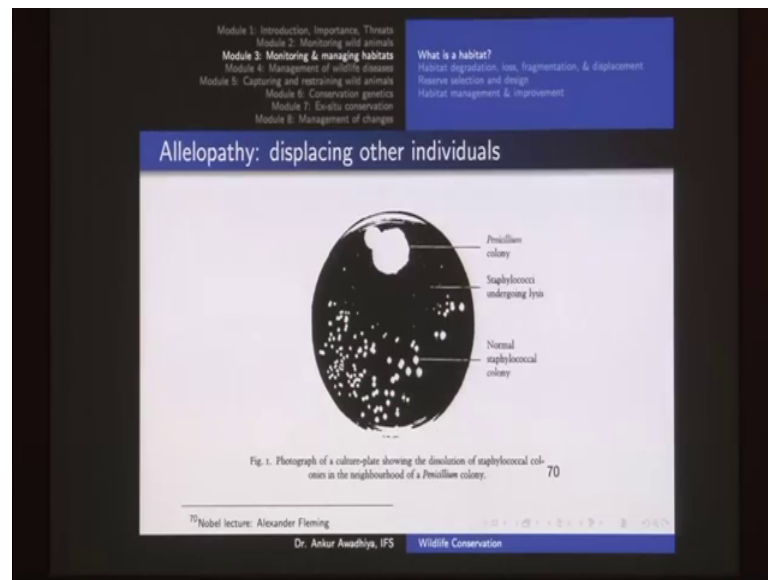 Module 1: Introduction, Importance, Threats
Module 2: Monitoring wild animals
Module 3: Monitoring & managing habitats
Module 4: Management of wildlife diseases
Module 5: Capturing and restraining wild animals
Module 6: Conservation genetics
Module 7: Ex-situ conservation
Module 8: Management of changes
What is a habitat?
Habitat degradation, loss, fragmentation, & displacement
Reserve selection and design
Habitat management & improvement
Allelopathy: displacing other individuals
Penicillium
colony
Staphylococci
undergoing lysis
Normal
staphylococcal
colony
Fig. 1. Photograph of a culture-plate showing the dissolution of staphylococcal col-
onies in the neighbourhood of a Penicillium colony. 70
70Nobel lecture: Alexander Fleming
Dr. Ankur Awadhiya, IFS
Wildlife Conservation